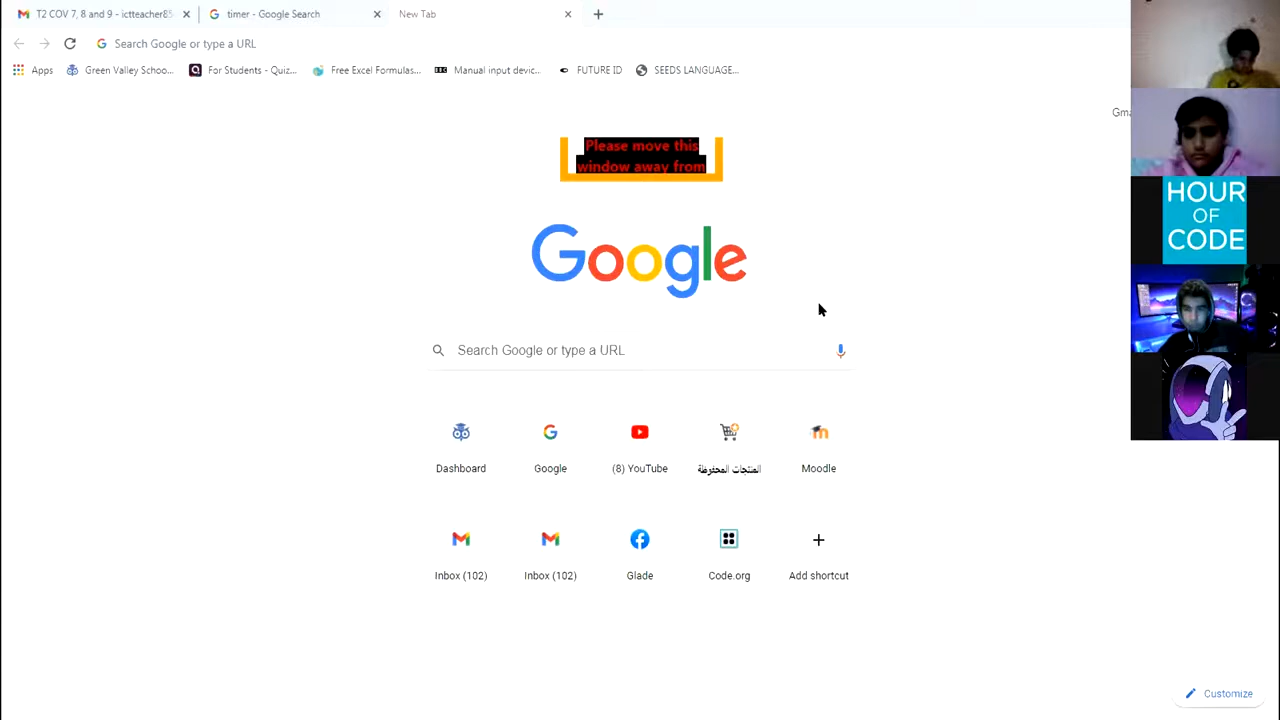 T2 COV 7, 8 and 9 - ictteacher85
timer - Google Search
New Tab
Search Google or type a URL
Apps
Green Valley Schoo...
For Students - Quiz...
Free Excel Formulas...
Manual input devic...
FUTURE ID
SEEDS LANGUAGE...
Gma
Please move this
window away from
Google
Search Google or type a URL
Dashboard
Google
(8) YouTube
المنتجات المحفوظة
Moodle
Inbox (102)
Inbox (102)
Glade
Code.org
Add shortcut
Customize
HOUR
OF
CODE